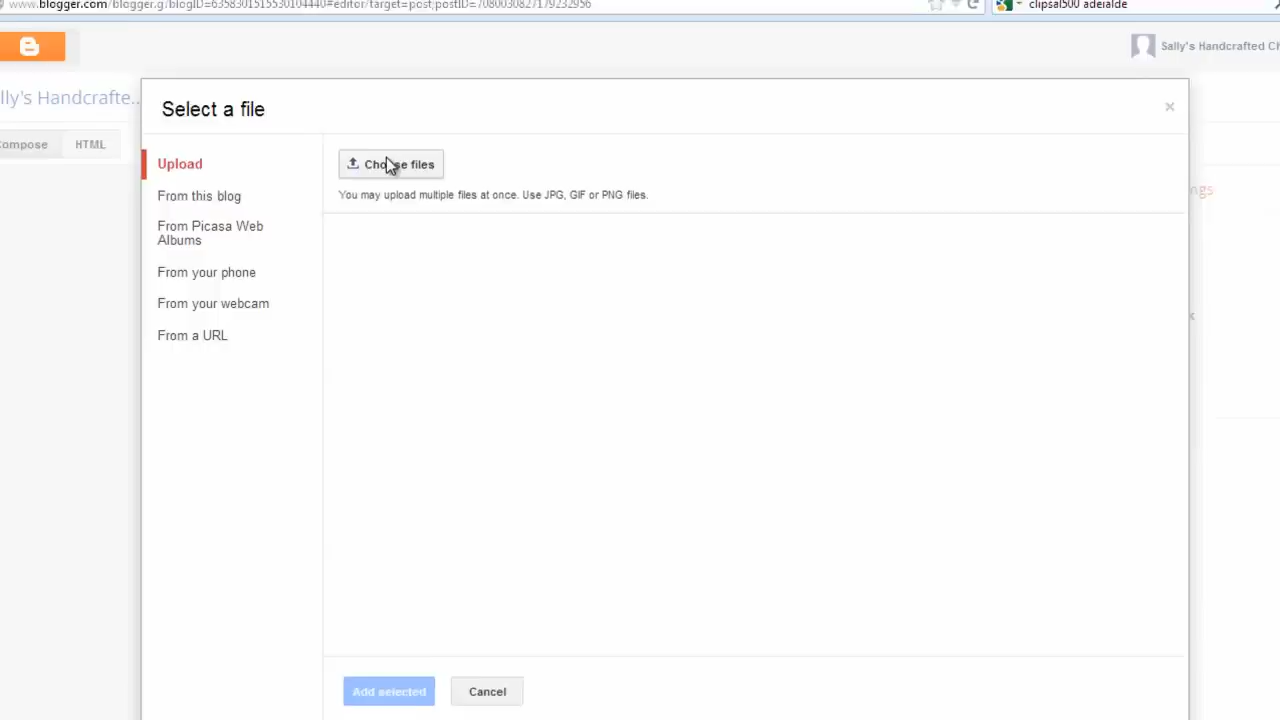 www.blogger.com/blogger.g?blogID=6358301515530104440#editor/target=post;postID=7080030827179232956
clipsal500 adelaide
Sally's Handcrafted Ch
lly's Handcrafte...
Compose
HTML
Select a file
Upload
From this blog
From Picasa Web
Albums
From your phone
From your webcam
From a URL
Choose files
You may upload multiple files at once. Use JPG, GIF or PNG files.
ngs
Add selected
Cancel